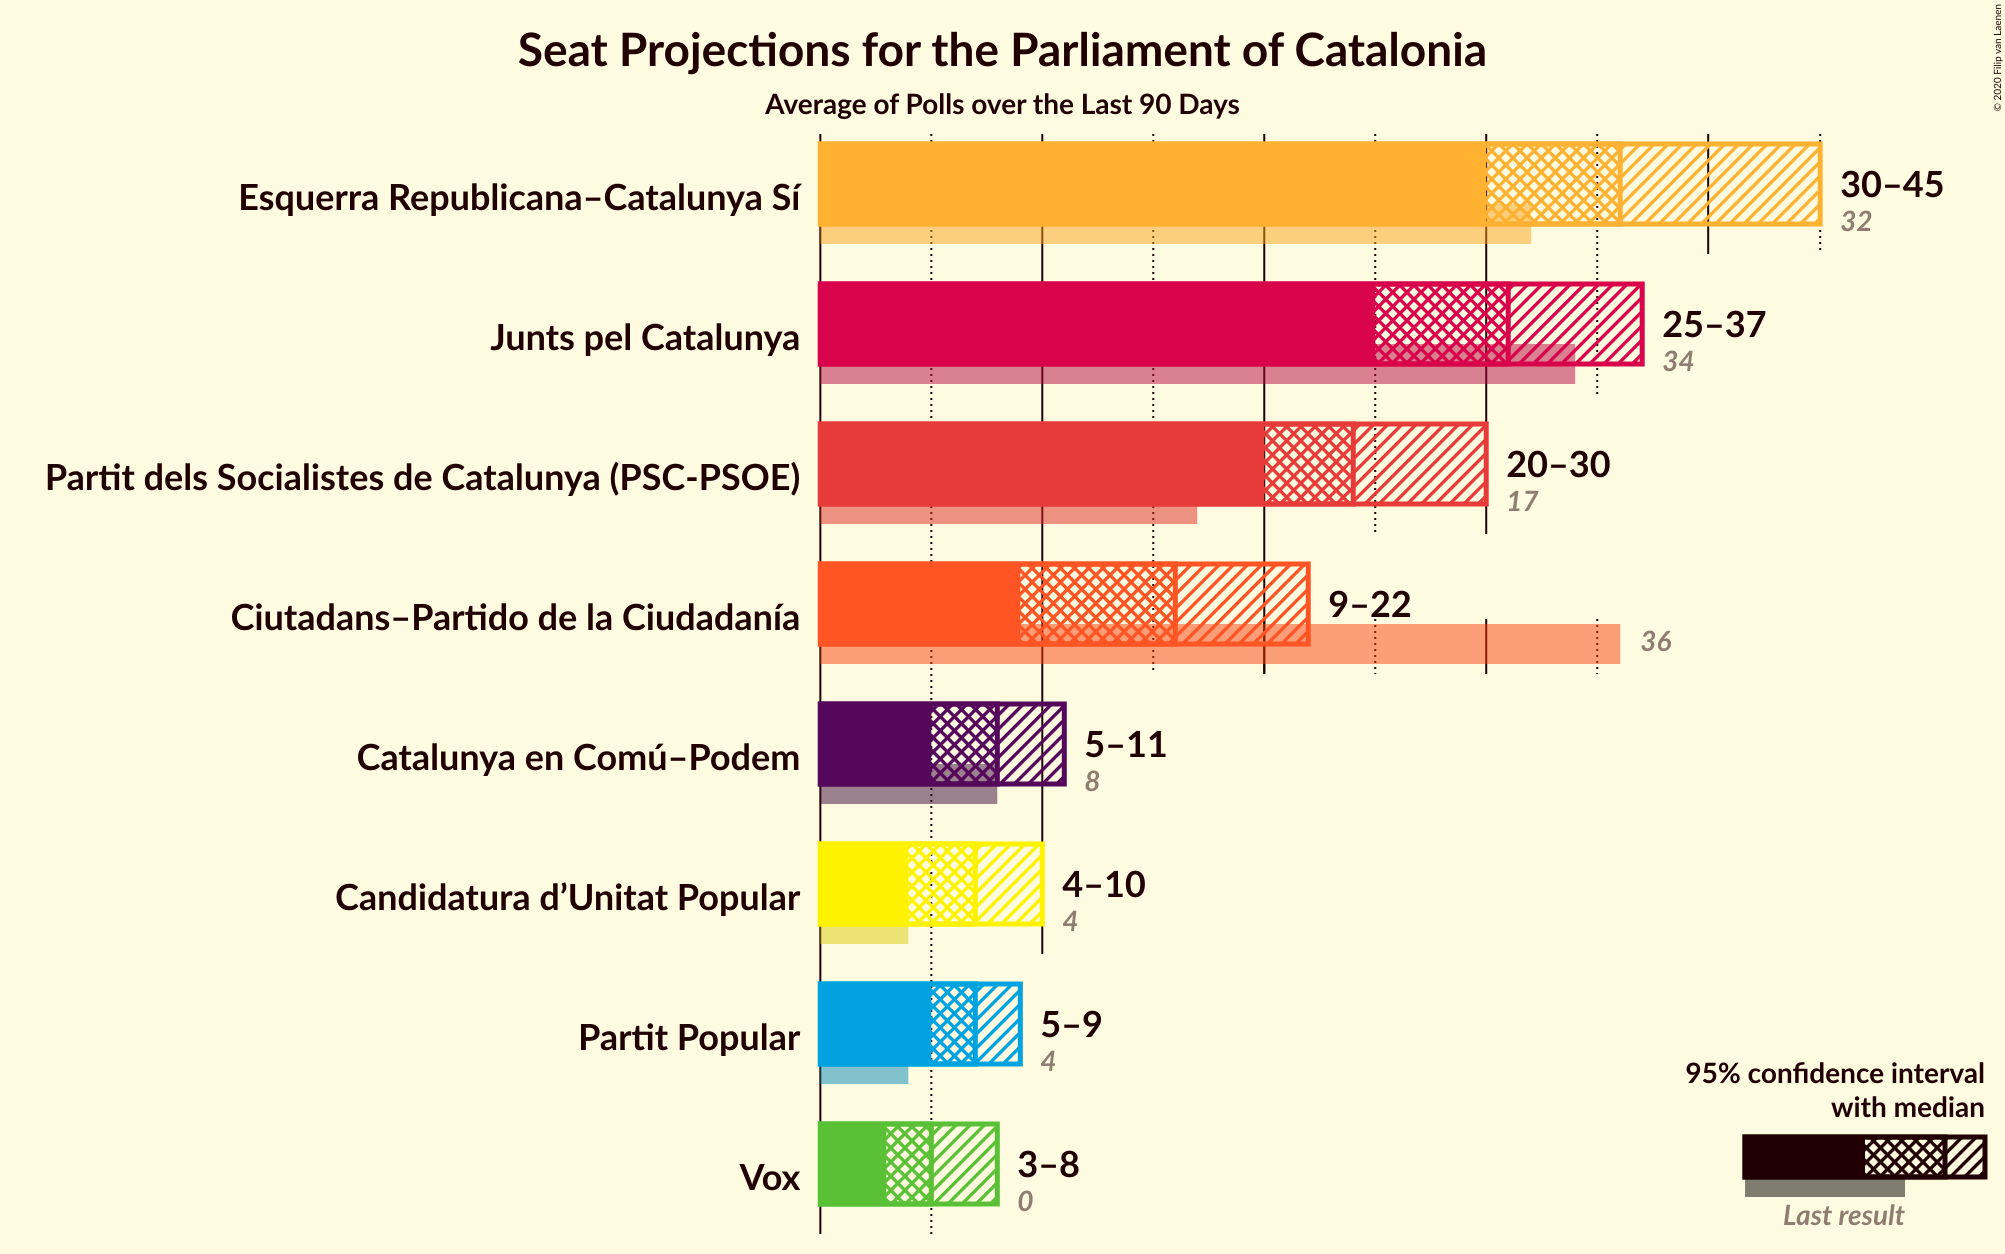 Seat Projections for the Parliament of Catalonia
Average of Polls over the Last 90 Days
© 2020 Filip van Laenen
Esquerra Republicana–Catalunya Sí
30–45
32
Junts pel Catalunya
25–37
34
Partit dels Socialistes de Catalunya (PSC-PSOE)
20–30
17
Ciutadans–Partido de la Ciudadanía
9–22
36
Catalunya en Comú–Podem
5–11
8
Candidatura d’Unitat Popular
4–10
4
Partit Popular
5–9
4
Vox
3–8
0
95% confidence interval
with median
Last result